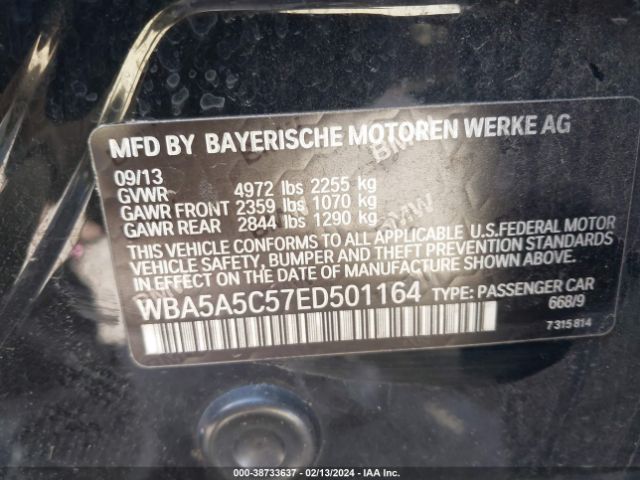 MFD BY BAYERISCHE MOTOREN WERKE AG
09/13
GVWR 4972 lbs 2255 kg
GAWR FRONT 2359 lbs 1070 kg
GAWR REAR 2844 lbs 1290 kg
THIS VEHICLE CONFORMS TO ALL APPLICABLE U.S.FEDERAL MOTOR
VEHICLE SAFETY, BUMPER AND THEFT PREVENTION STANDARDS
IN EFFECT ON THE DATE OF MANUFACTURE SHOWN ABOVE.
WBA5A5C57ED501164 TYPE: PASSENGER CAR
668/9
7315814
000-38733637 - 02/13/2024 - IAA Inc.